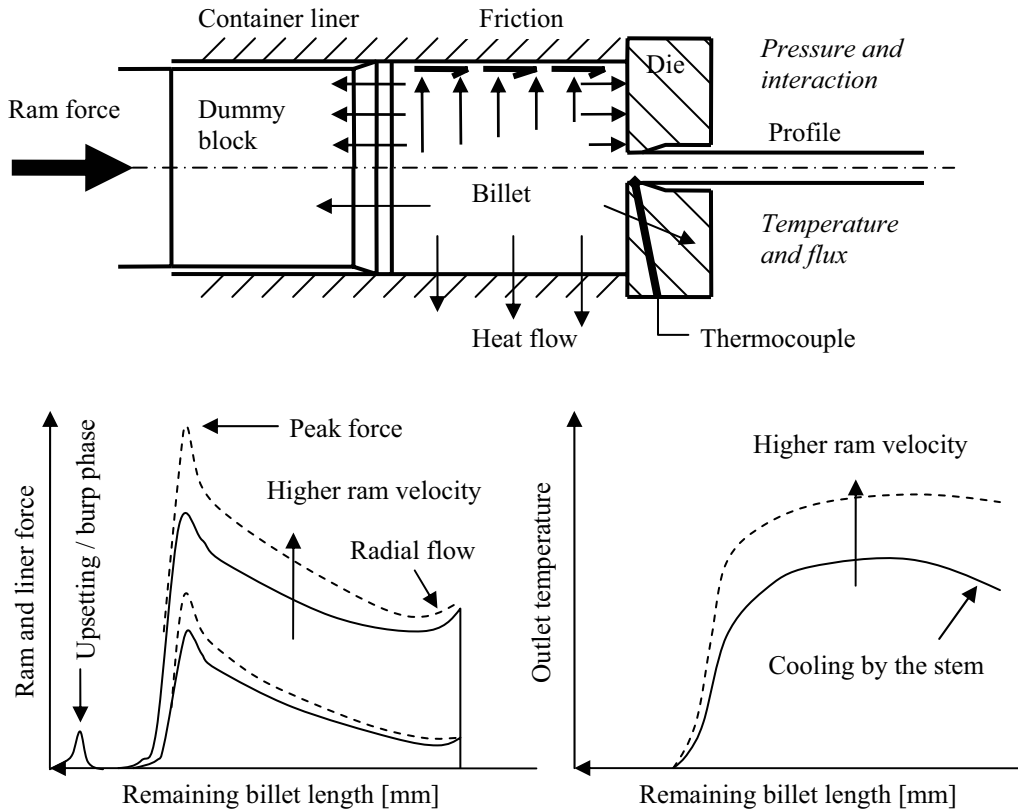 Container liner
Friction
Die
Pressure and
interaction
Ram force
Dummy
block
Profile
Billet
Temperature
and flux
Heat flow
Thermocouple
Ram and liner force
Upsetting / burp phase
Peak force
Higher ram velocity
Radial flow
Remaining billet length [mm]
Outlet temperature
Higher ram velocity
Cooling by the stem
Remaining billet length [mm]